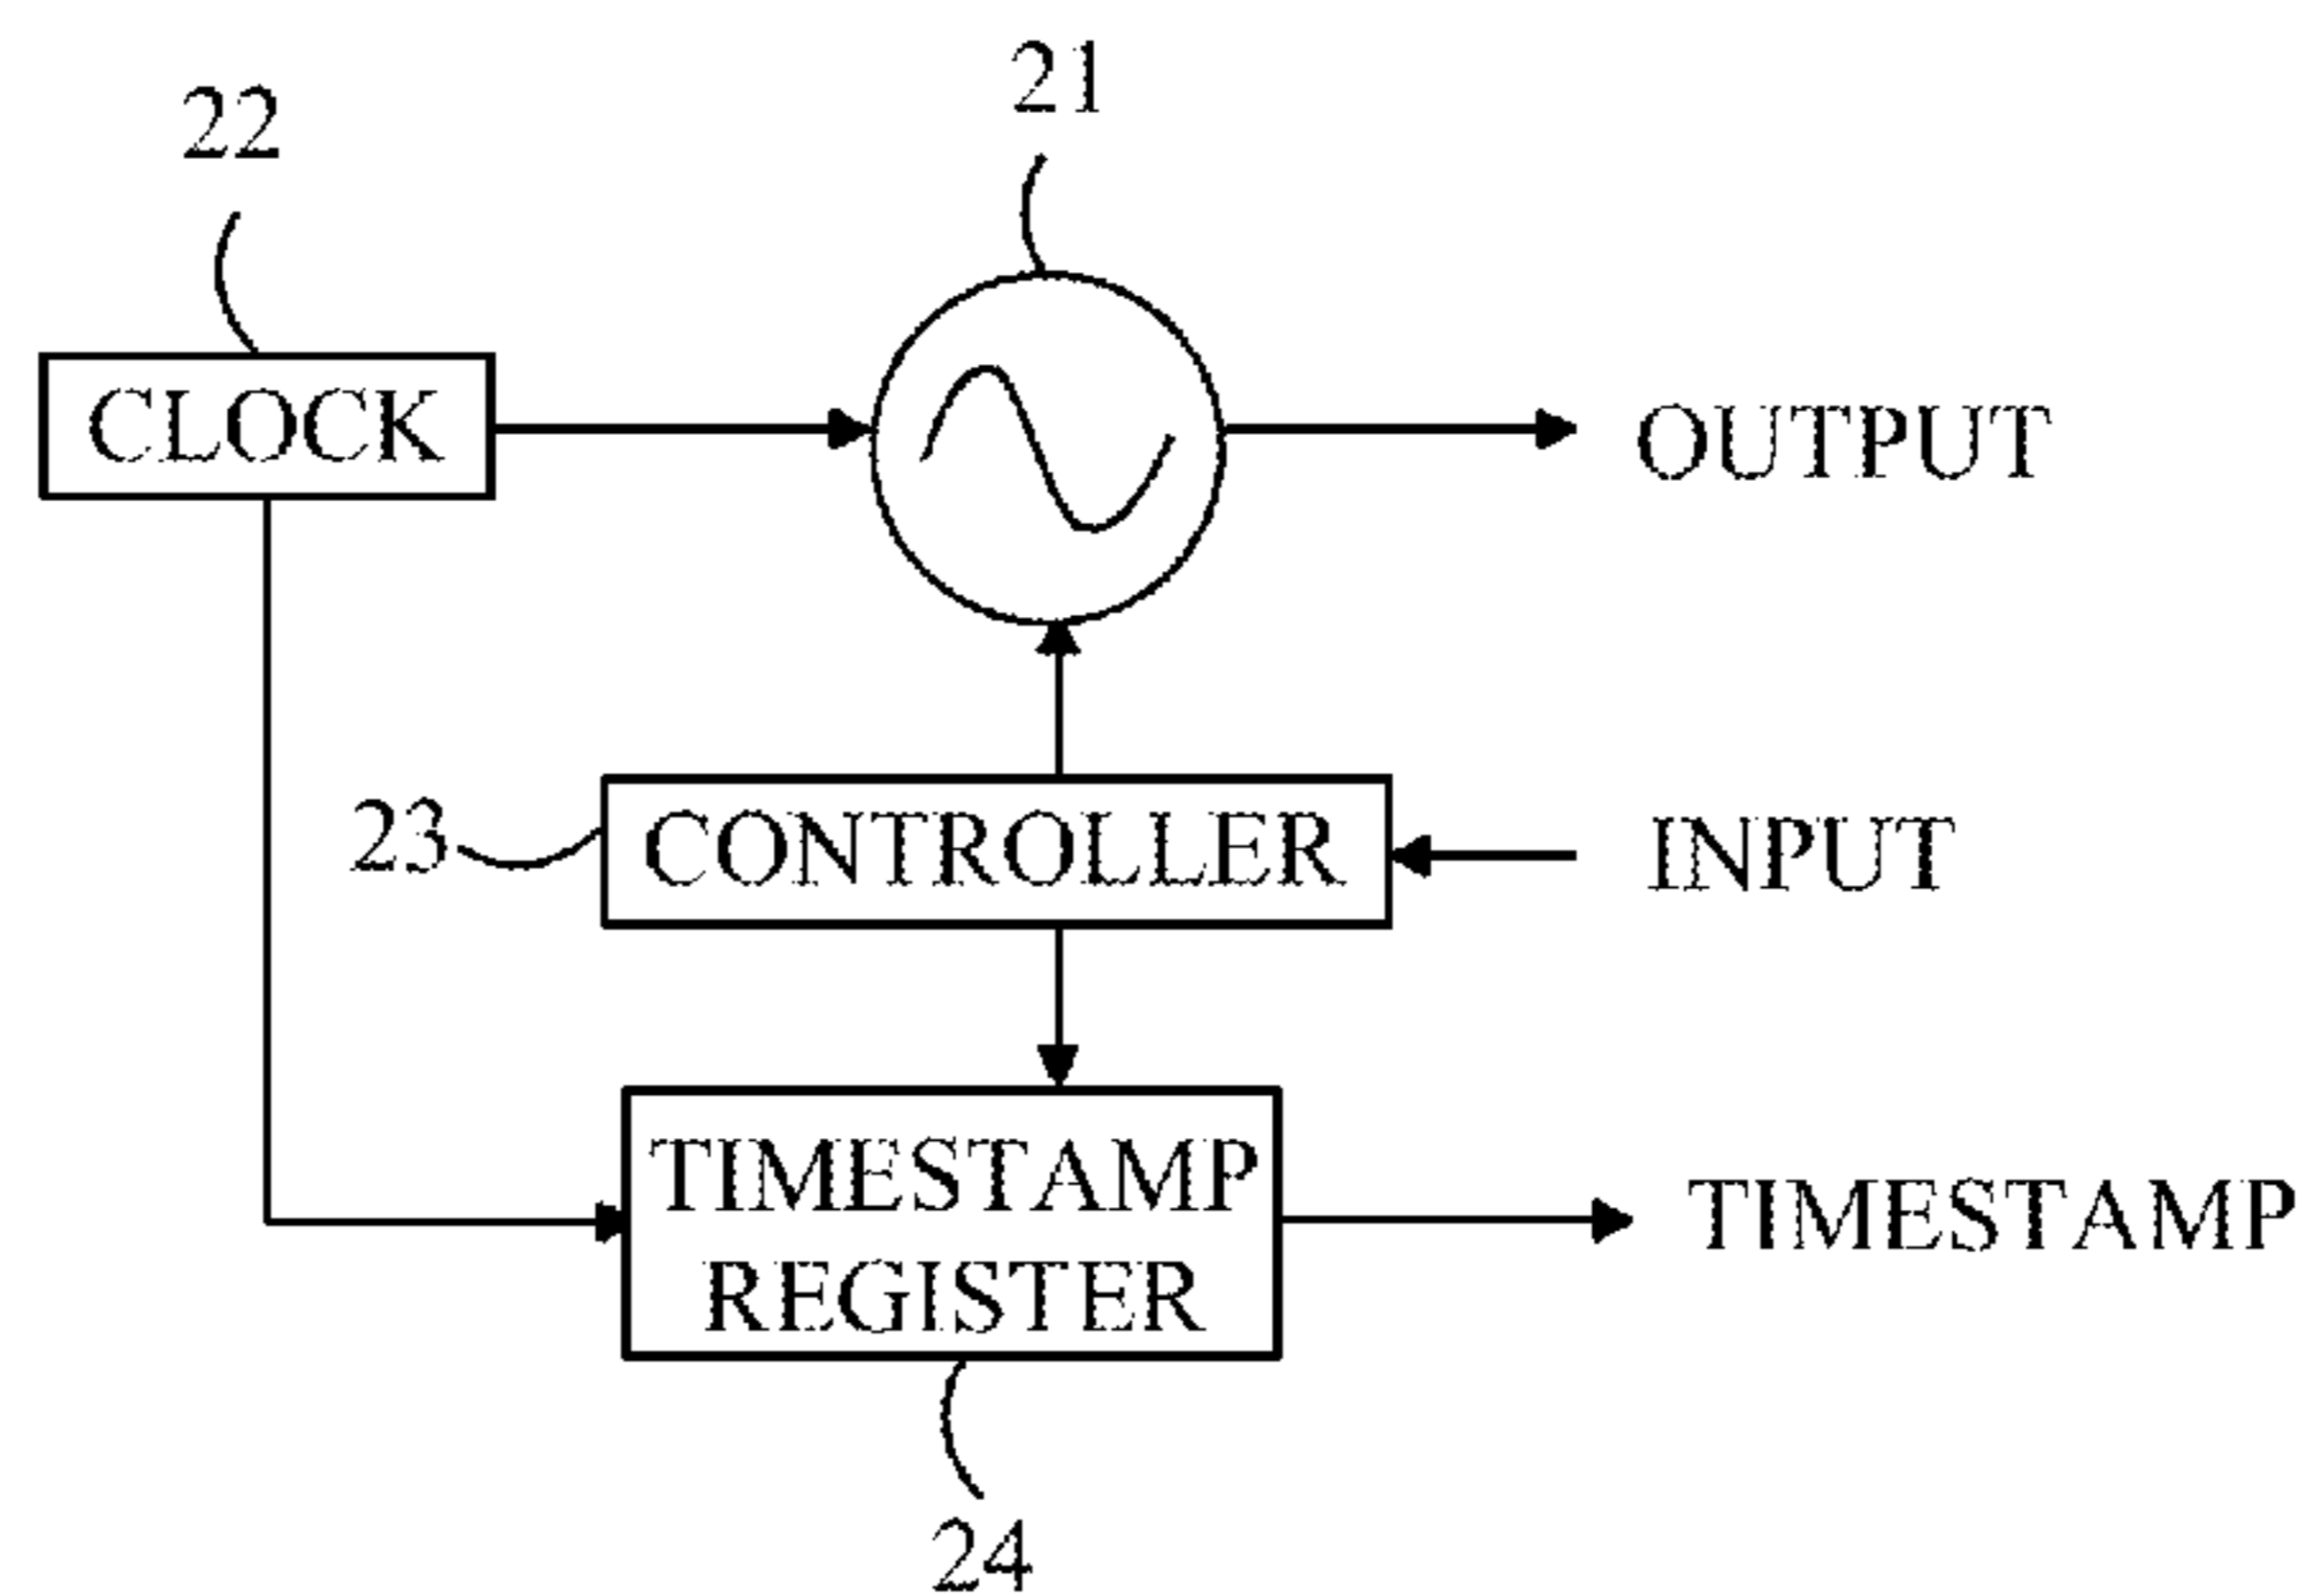 21
22
CLOCK
OUTPUT
23
CONTROLLER
INPUT
TIMESTAMP
REGISTER
TIMESTAMP
24